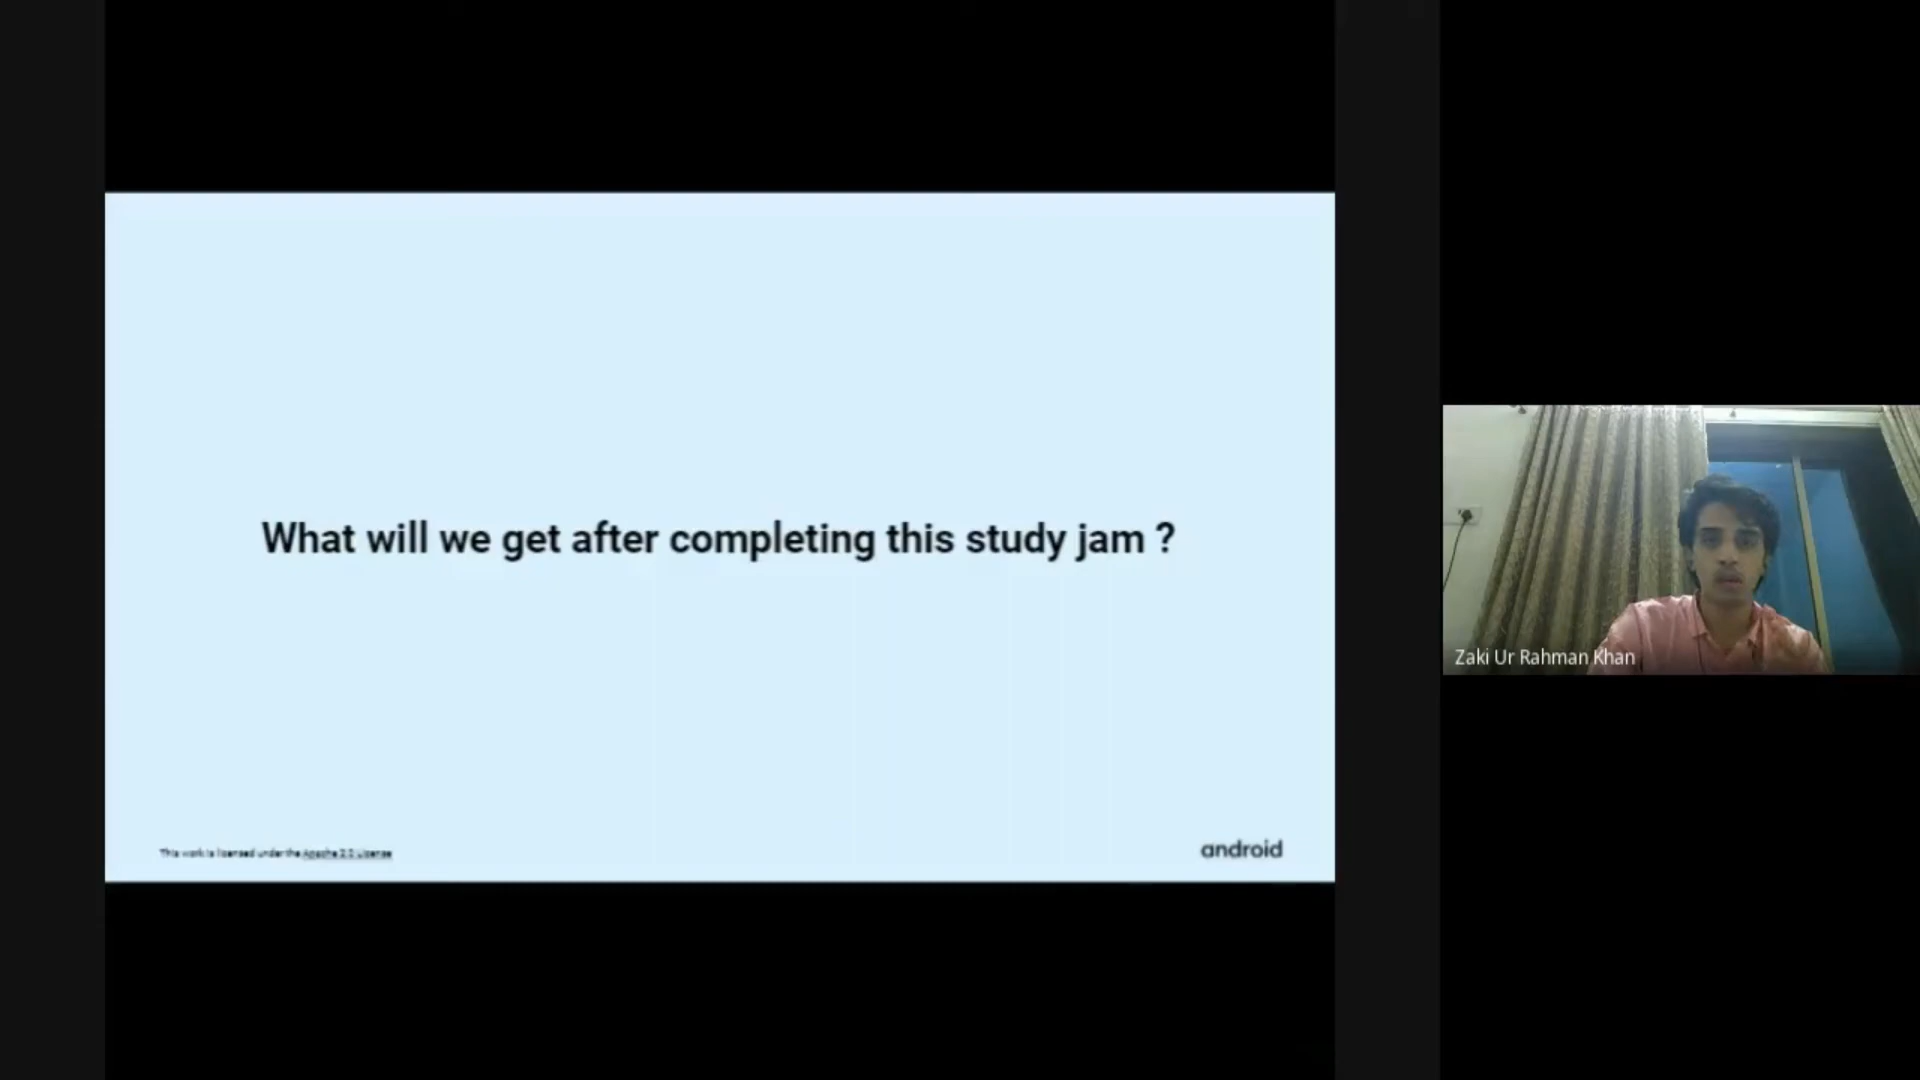 What will we get after completing this study jam ?
This work is licensed under the Apache 2.0 License
android
Zaki Ur Rahman Khan